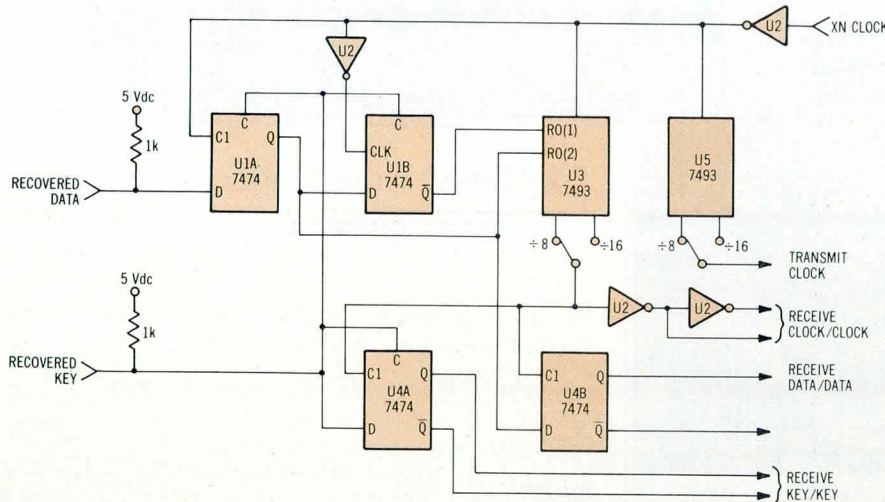 U2
XN CLOCK
U2
5 Vdc
1k
C
C1
Q
U1A
7474
D
RECOVERED
DATA
C
CLK
U1B
7474
D
Q
RO(1)
RO(2)
U3
7493
U5
7493
÷8
÷16
÷8
÷16
TRANSMIT
CLOCK
5 Vdc
1k
U2
U2
RECEIVE
CLOCK/CLOCK
RECOVERED
KEY
C
C1
Q
U4A
7474
D
Q
C1
Q
U4B
7474
D
Q
RECEIVE
DATA/DATA
RECEIVE
KEY/KEY